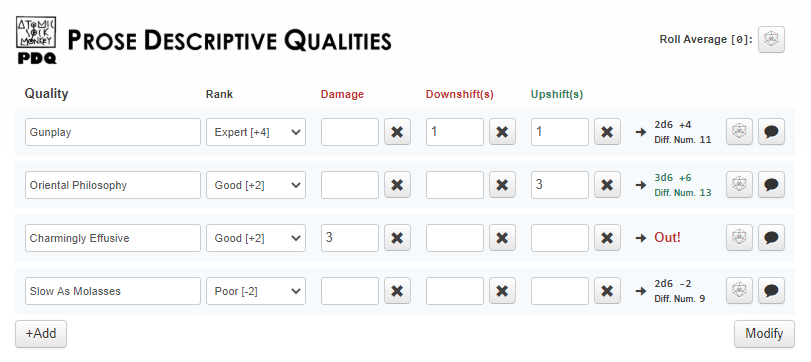 ATOMIC
SOCK
MONKEY
PDQ
PROSE DESCRIPTIVE QUALITIES
Roll Average [0]:
Quality Rank Damage Downshift(s) Upshift(s)
Gunplay Expert [+4] 1 1 2d6 +4
Diff. Num. 11
Oriental Philosophy Good [+2] 3 3d6 +6
Diff. Num. 13
Charmingly Effusive Good [+2] 3 Out!
Slow As Molasses Poor [-2] 2d6 -2
Diff. Num. 9
+Add Modify